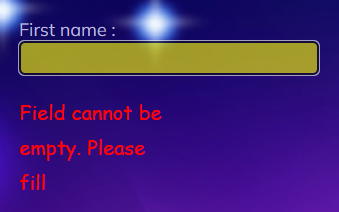 First name :
Field cannot be
empty. Please
fill